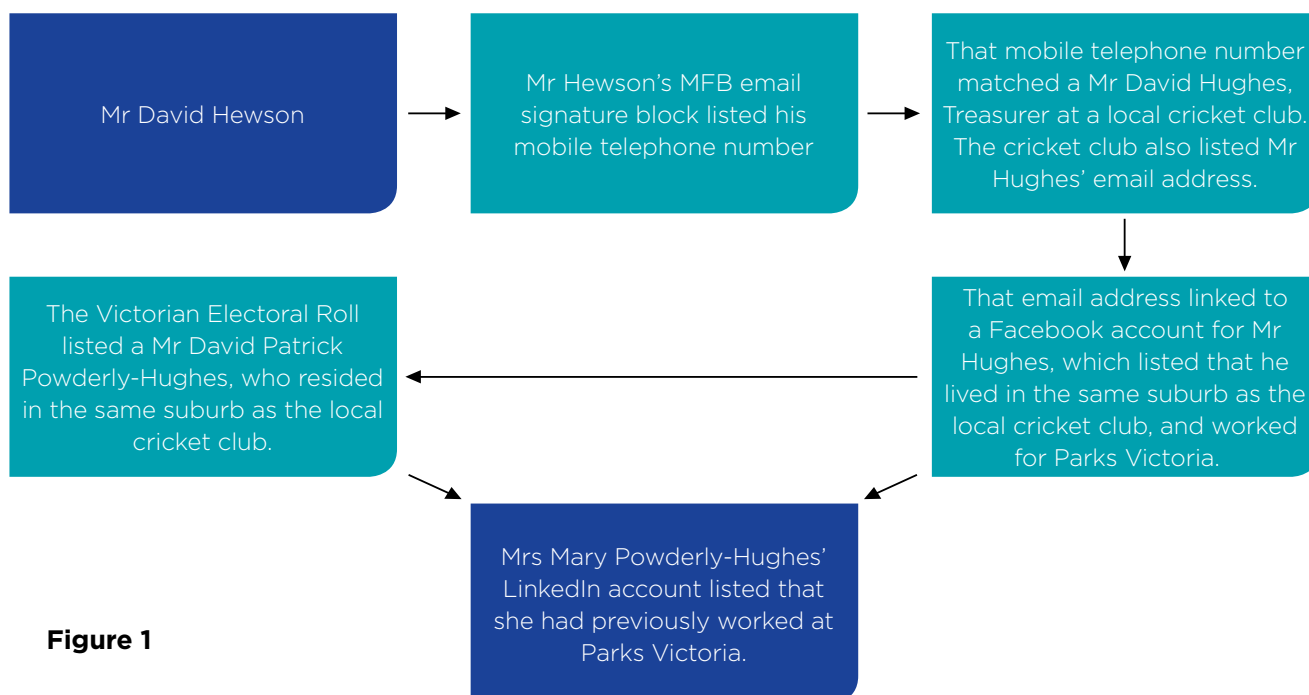 Mr David Hewson
Mr Hewson’s MFB email
signature block listed his
mobile telephone number
That mobile telephone number
matched a Mr David Hughes,
Treasurer at a local cricket club.
The cricket club also listed Mr
Hughes’ email address.
That email address linked to
a Facebook account for Mr
Hughes, which listed that he
lived in the same suburb as the
local cricket club, and worked
for Parks Victoria.
The Victorian Electoral Roll
listed a Mr David Patrick
Powderly-Hughes, who resided
in the same suburb as the local
cricket club.
Mrs Mary Powderly-Hughes’
LinkedIn account listed that
she had previously worked at
Parks Victoria.
Figure 1